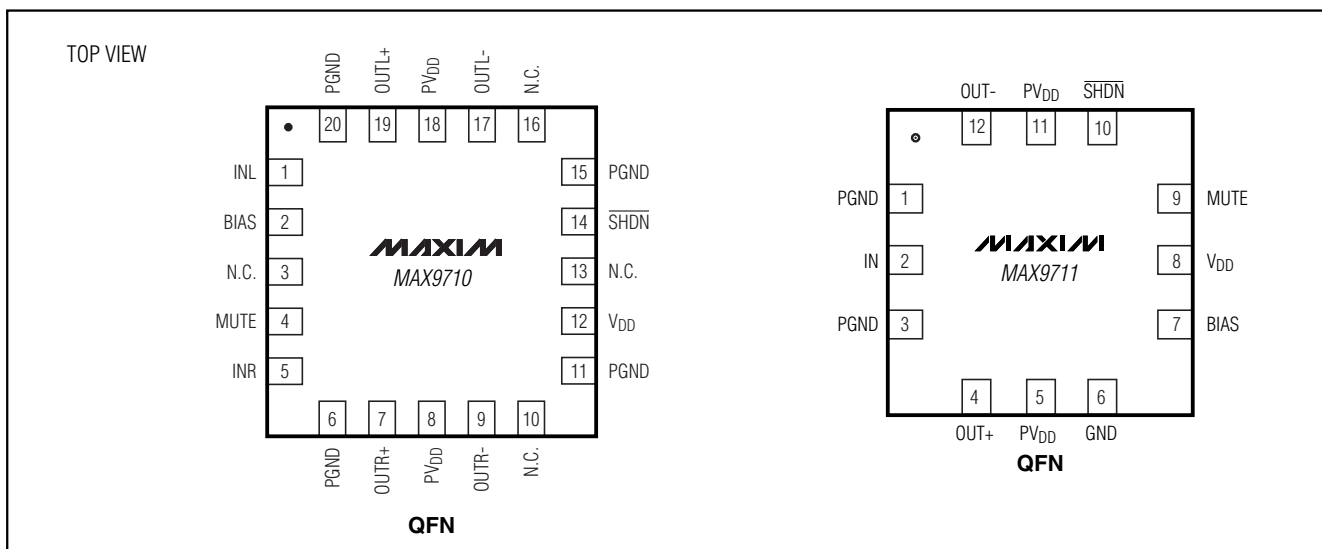 TOP VIEW
PGND
OUTL+
PVDD
OUTL-
N.C.
20 19 18 17 16
INL 1
BIAS 2
N.C. 3
MUTE 4
INR 5
15 PGND
14 SHDN
13 N.C.
12 VDD
11 PGND
MAXIM
MAX9710
6 7 8 9 10
PGND
OUTR+
PVDD
OUTR-
N.C.
QFN
OUT- PVDD SHDN
12 11 10
PGND 1
IN 2
PGND 3
9 MUTE
8 VDD
7 BIAS
MAXIM
MAX9711
4 5 6
OUT+ PVDD GND
QFN